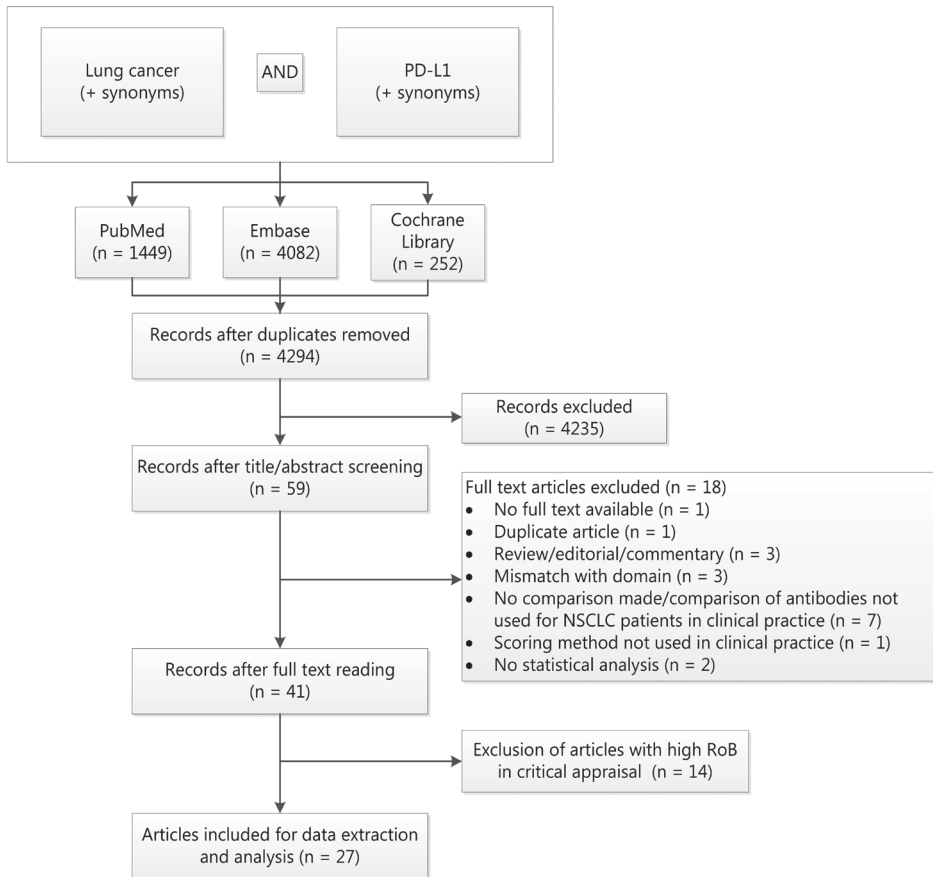 Lung cancer
(+ synonyms)
AND
PD-L1
(+ synonyms)
PubMed
(n = 1449)
Embase
(n = 4082)
Cochrane
Library
(n = 252)
Records after duplicates removed
(n = 4294)
Records excluded
(n = 4235)
Records after title/abstract screening
(n = 59)
Full text articles excluded (n = 18)
• No full text available (n = 1)
• Duplicate article (n = 1)
• Review/editorial/commentary (n = 3)
• Mismatch with domain (n = 3)
• No comparison made/comparison of antibodies not
used for NSCLC patients in clinical practice (n = 7)
• Scoring method not used in clinical practice (n = 1)
• No statistical analysis (n = 2)
Records after full text reading
(n = 41)
Exclusion of articles with high RoB
in critical appraisal (n = 14)
Articles included for data extraction
and analysis (n = 27)